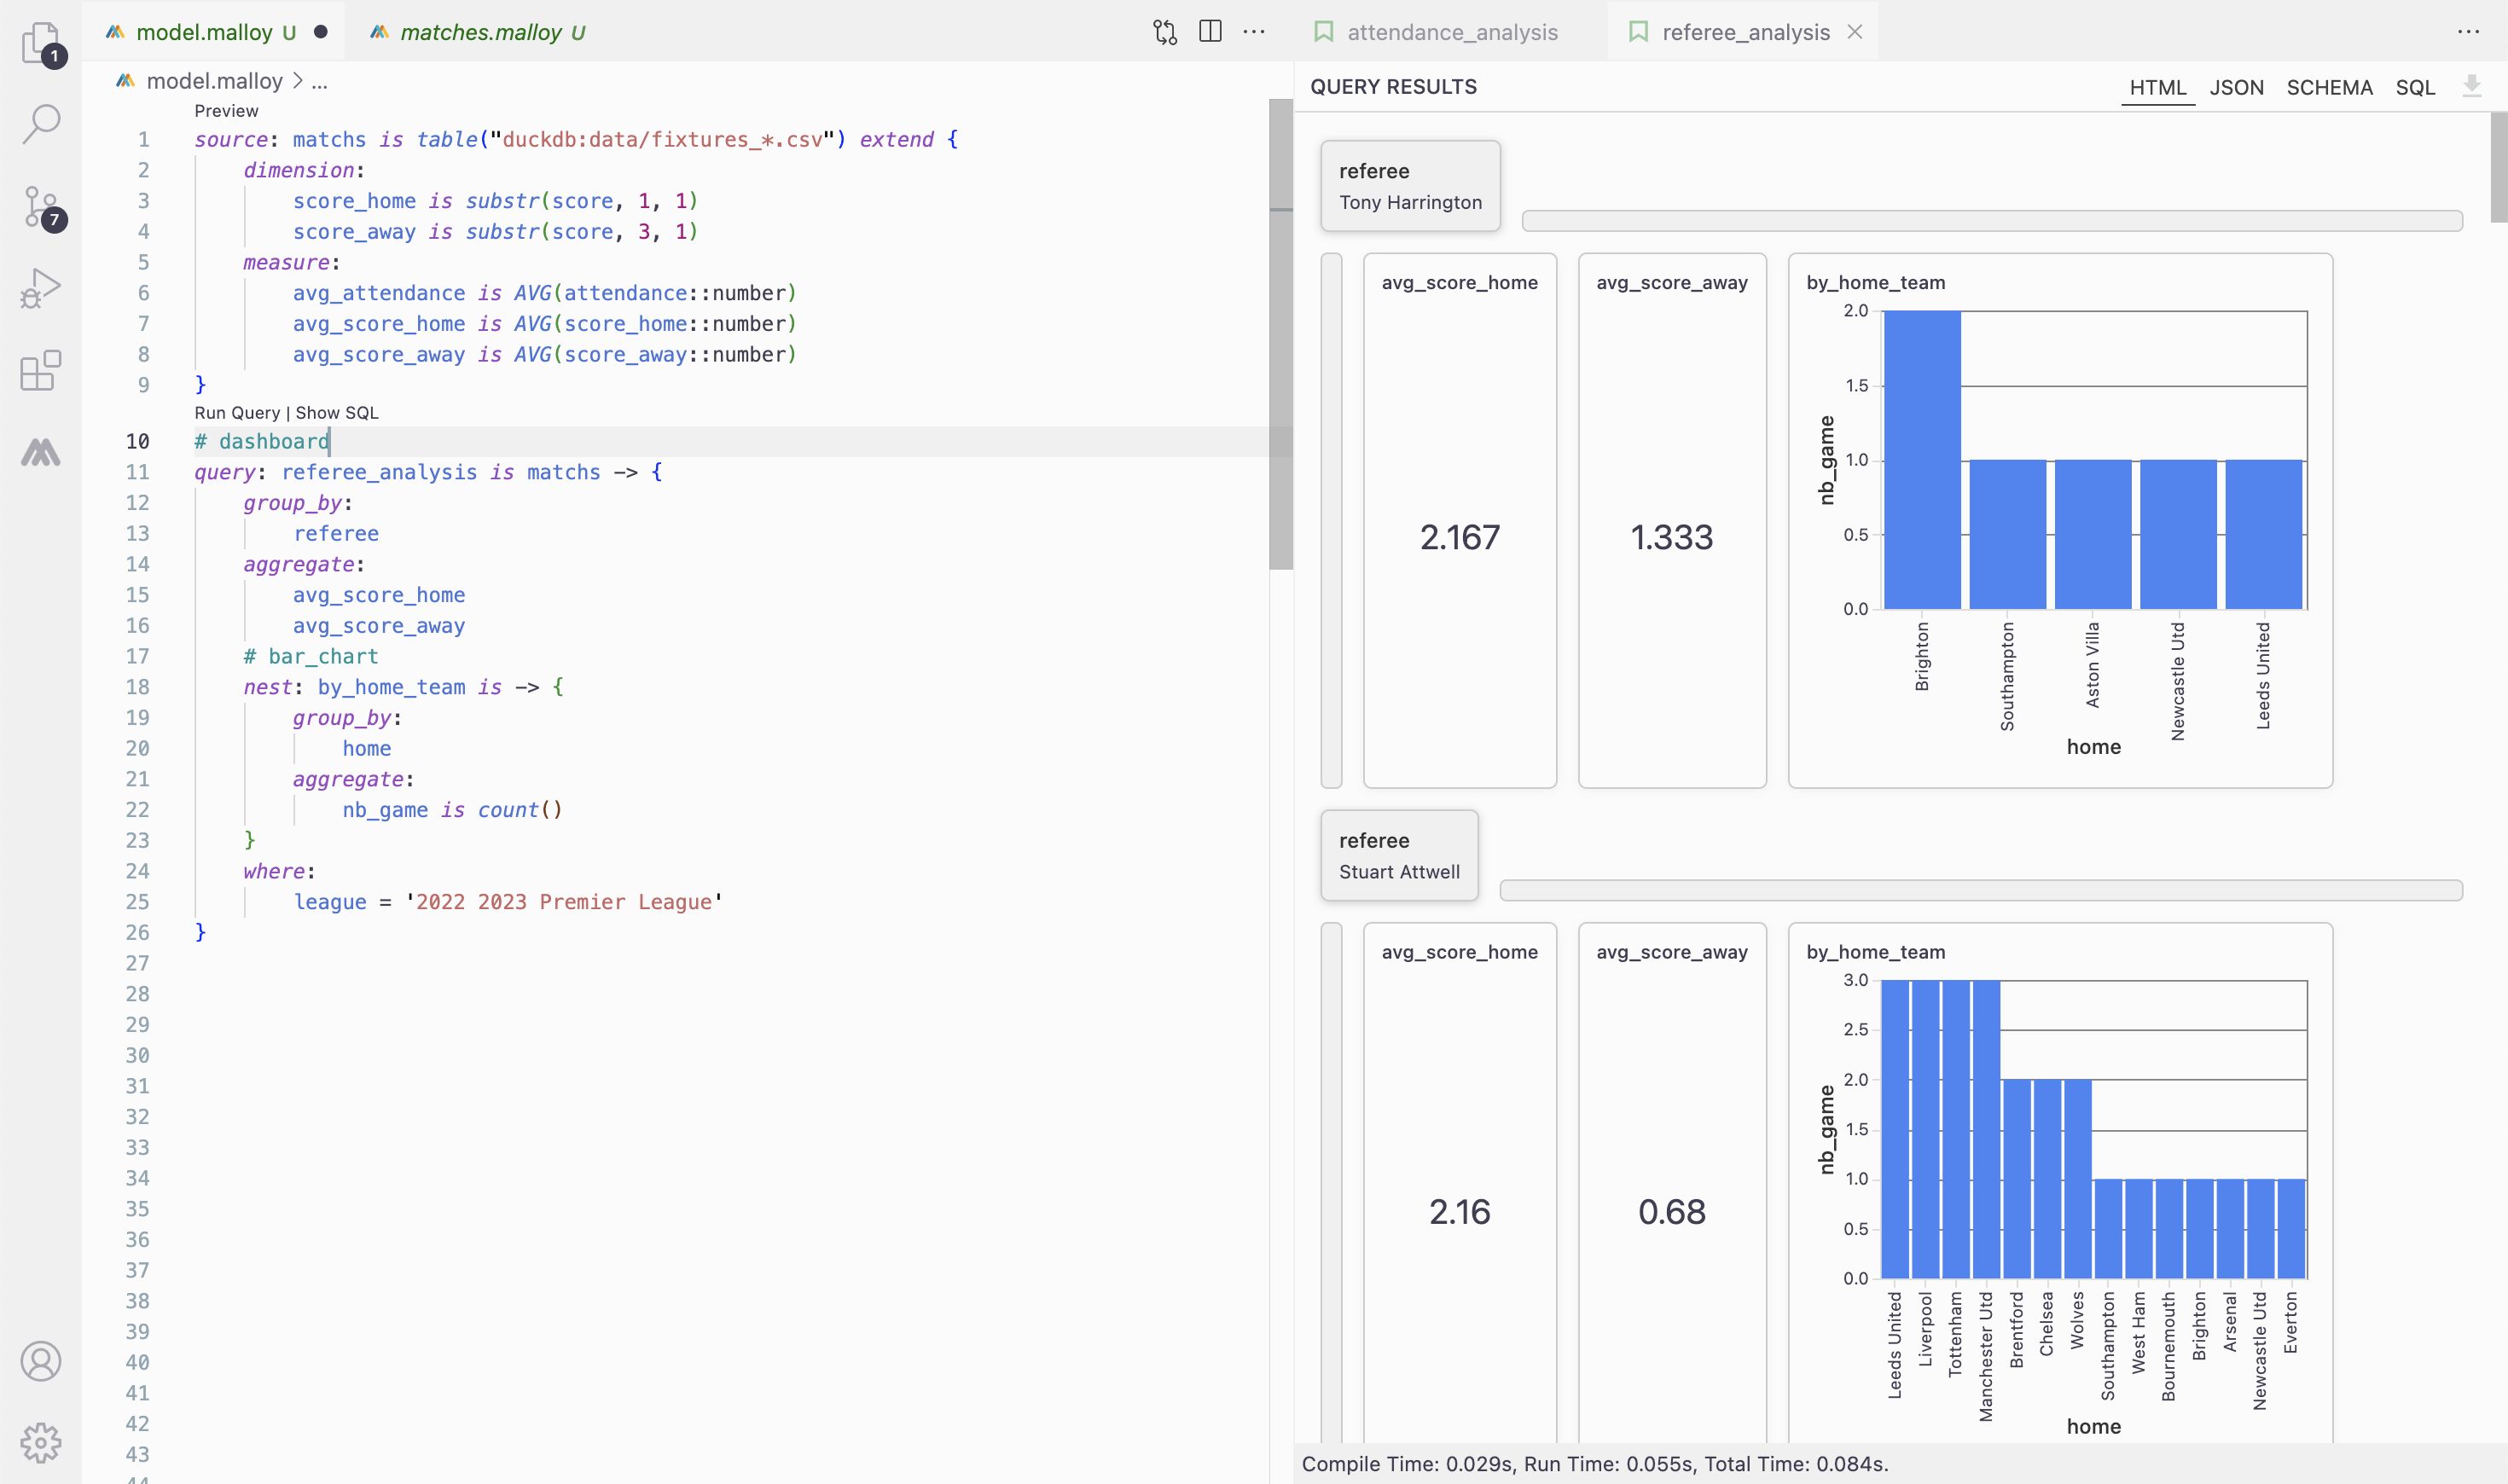 1
7
model.malloy U
matches.malloy U
model.malloy > ...
Preview
1 source: matchs is table("duckdb:data/fixtures_*.csv") extend {
2 dimension:
3 score_home is substr(score, 1, 1)
4 score_away is substr(score, 3, 1)
5 measure:
6 avg_attendance is AVG(attendance::number)
7 avg_score_home is AVG(score_home::number)
8 avg_score_away is AVG(score_away::number)
9 }
Run Query | Show SQL
10 # dashboard
11 query: referee_analysis is matchs -> {
12 group_by:
13 referee
14 aggregate:
15 avg_score_home
16 avg_score_away
17 # bar_chart
18 nest: by_home_team is -> {
19 group_by:
20 home
21 aggregate:
22 nb_game is count()
23 }
24 where:
25 league = '2022 2023 Premier League'
26 }
27
28
29
30
31
32
33
34
35
36
37
38
39
40
41
42
43
44
attendance_analysis
referee_analysis
QUERY RESULTS
HTML JSON SCHEMA SQL
referee
Tony Harrington
avg_score_home
2.167
avg_score_away
1.333
by_home_team
2.0
1.5
1.0
0.5
0.0
nb_game
Brighton
Southampton
Aston Villa
Newcastle Utd
Leeds United
home
referee
Stuart Attwell
avg_score_home
2.16
avg_score_away
0.68
by_home_team
3.0
2.5
2.0
1.5
1.0
0.5
0.0
nb_game
Leeds United
Liverpool
Tottenham
Manchester Utd
Brentford
Chelsea
Wolves
Southampton
West Ham
Bournemouth
Brighton
Arsenal
Newcastle Utd
Everton
home
Compile Time: 0.029s, Run Time: 0.055s, Total Time: 0.084s.